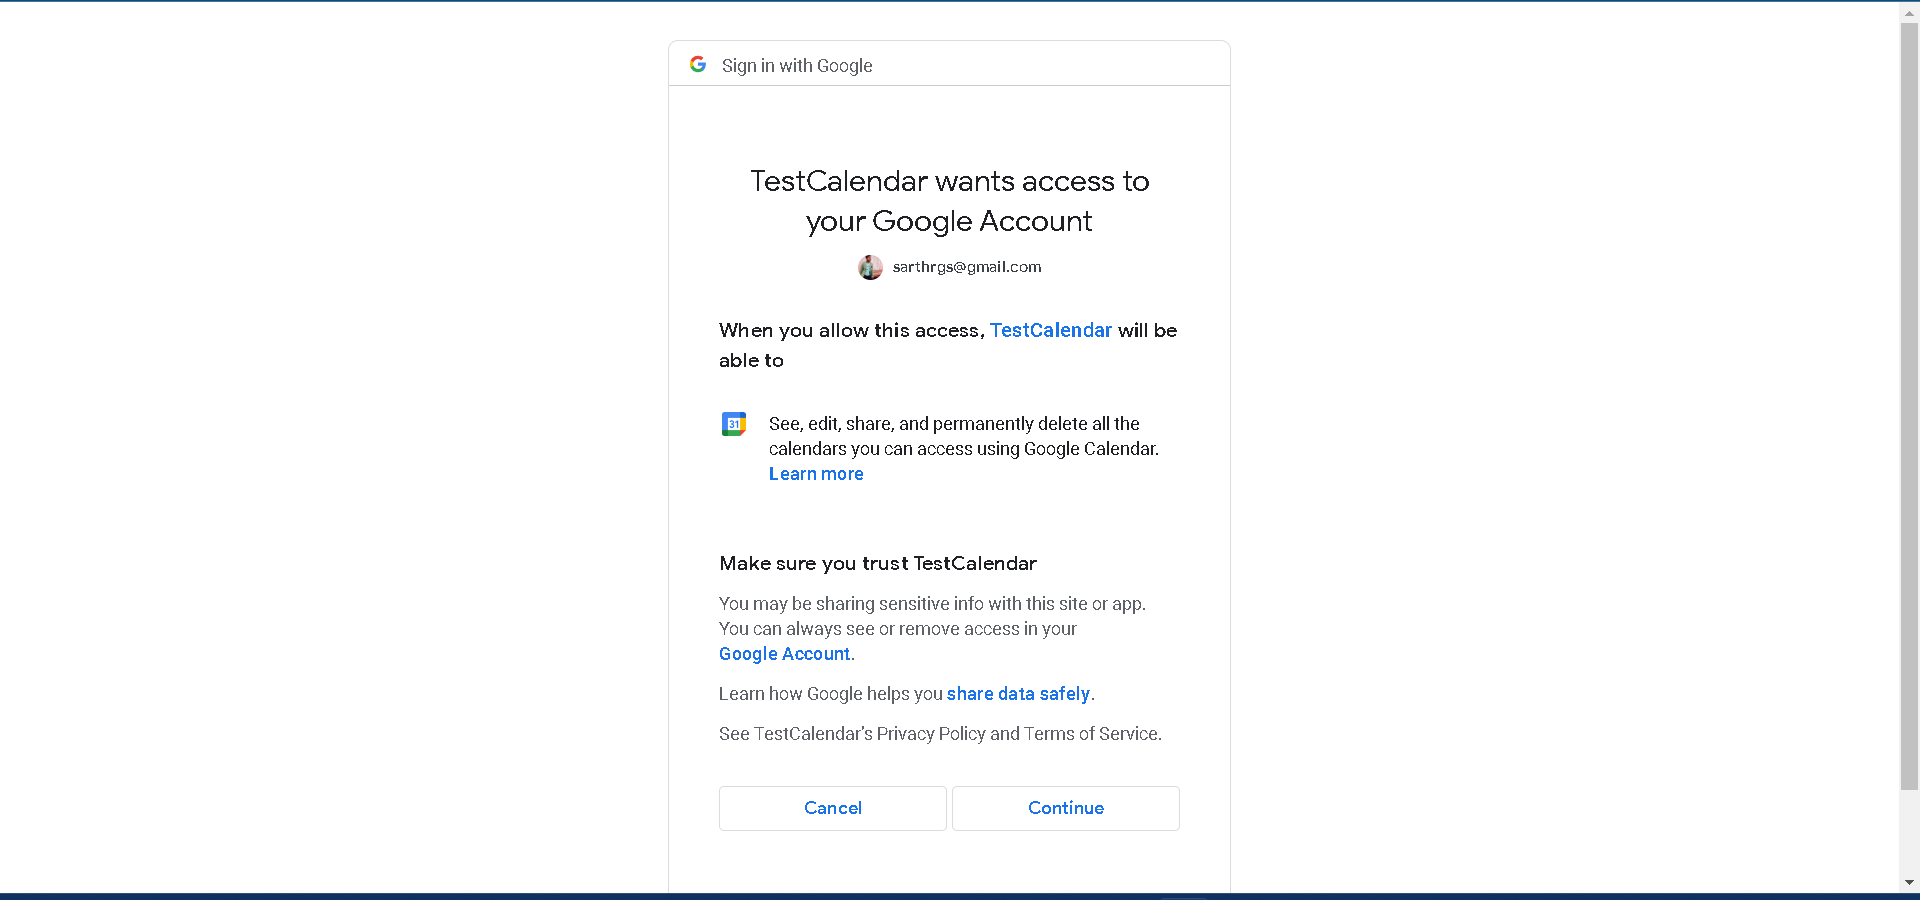 Sign in with Google
TestCalendar wants access to
your Google Account
sarthrgs@gmail.com
When you allow this access, TestCalendar will be
able to
31
See, edit, share, and permanently delete all the
calendars you can access using Google Calendar.
Learn more
Make sure you trust TestCalendar
You may be sharing sensitive info with this site or app.
You can always see or remove access in your
Google Account.
Learn how Google helps you share data safely.
See TestCalendar's Privacy Policy and Terms of Service.
Cancel Continue